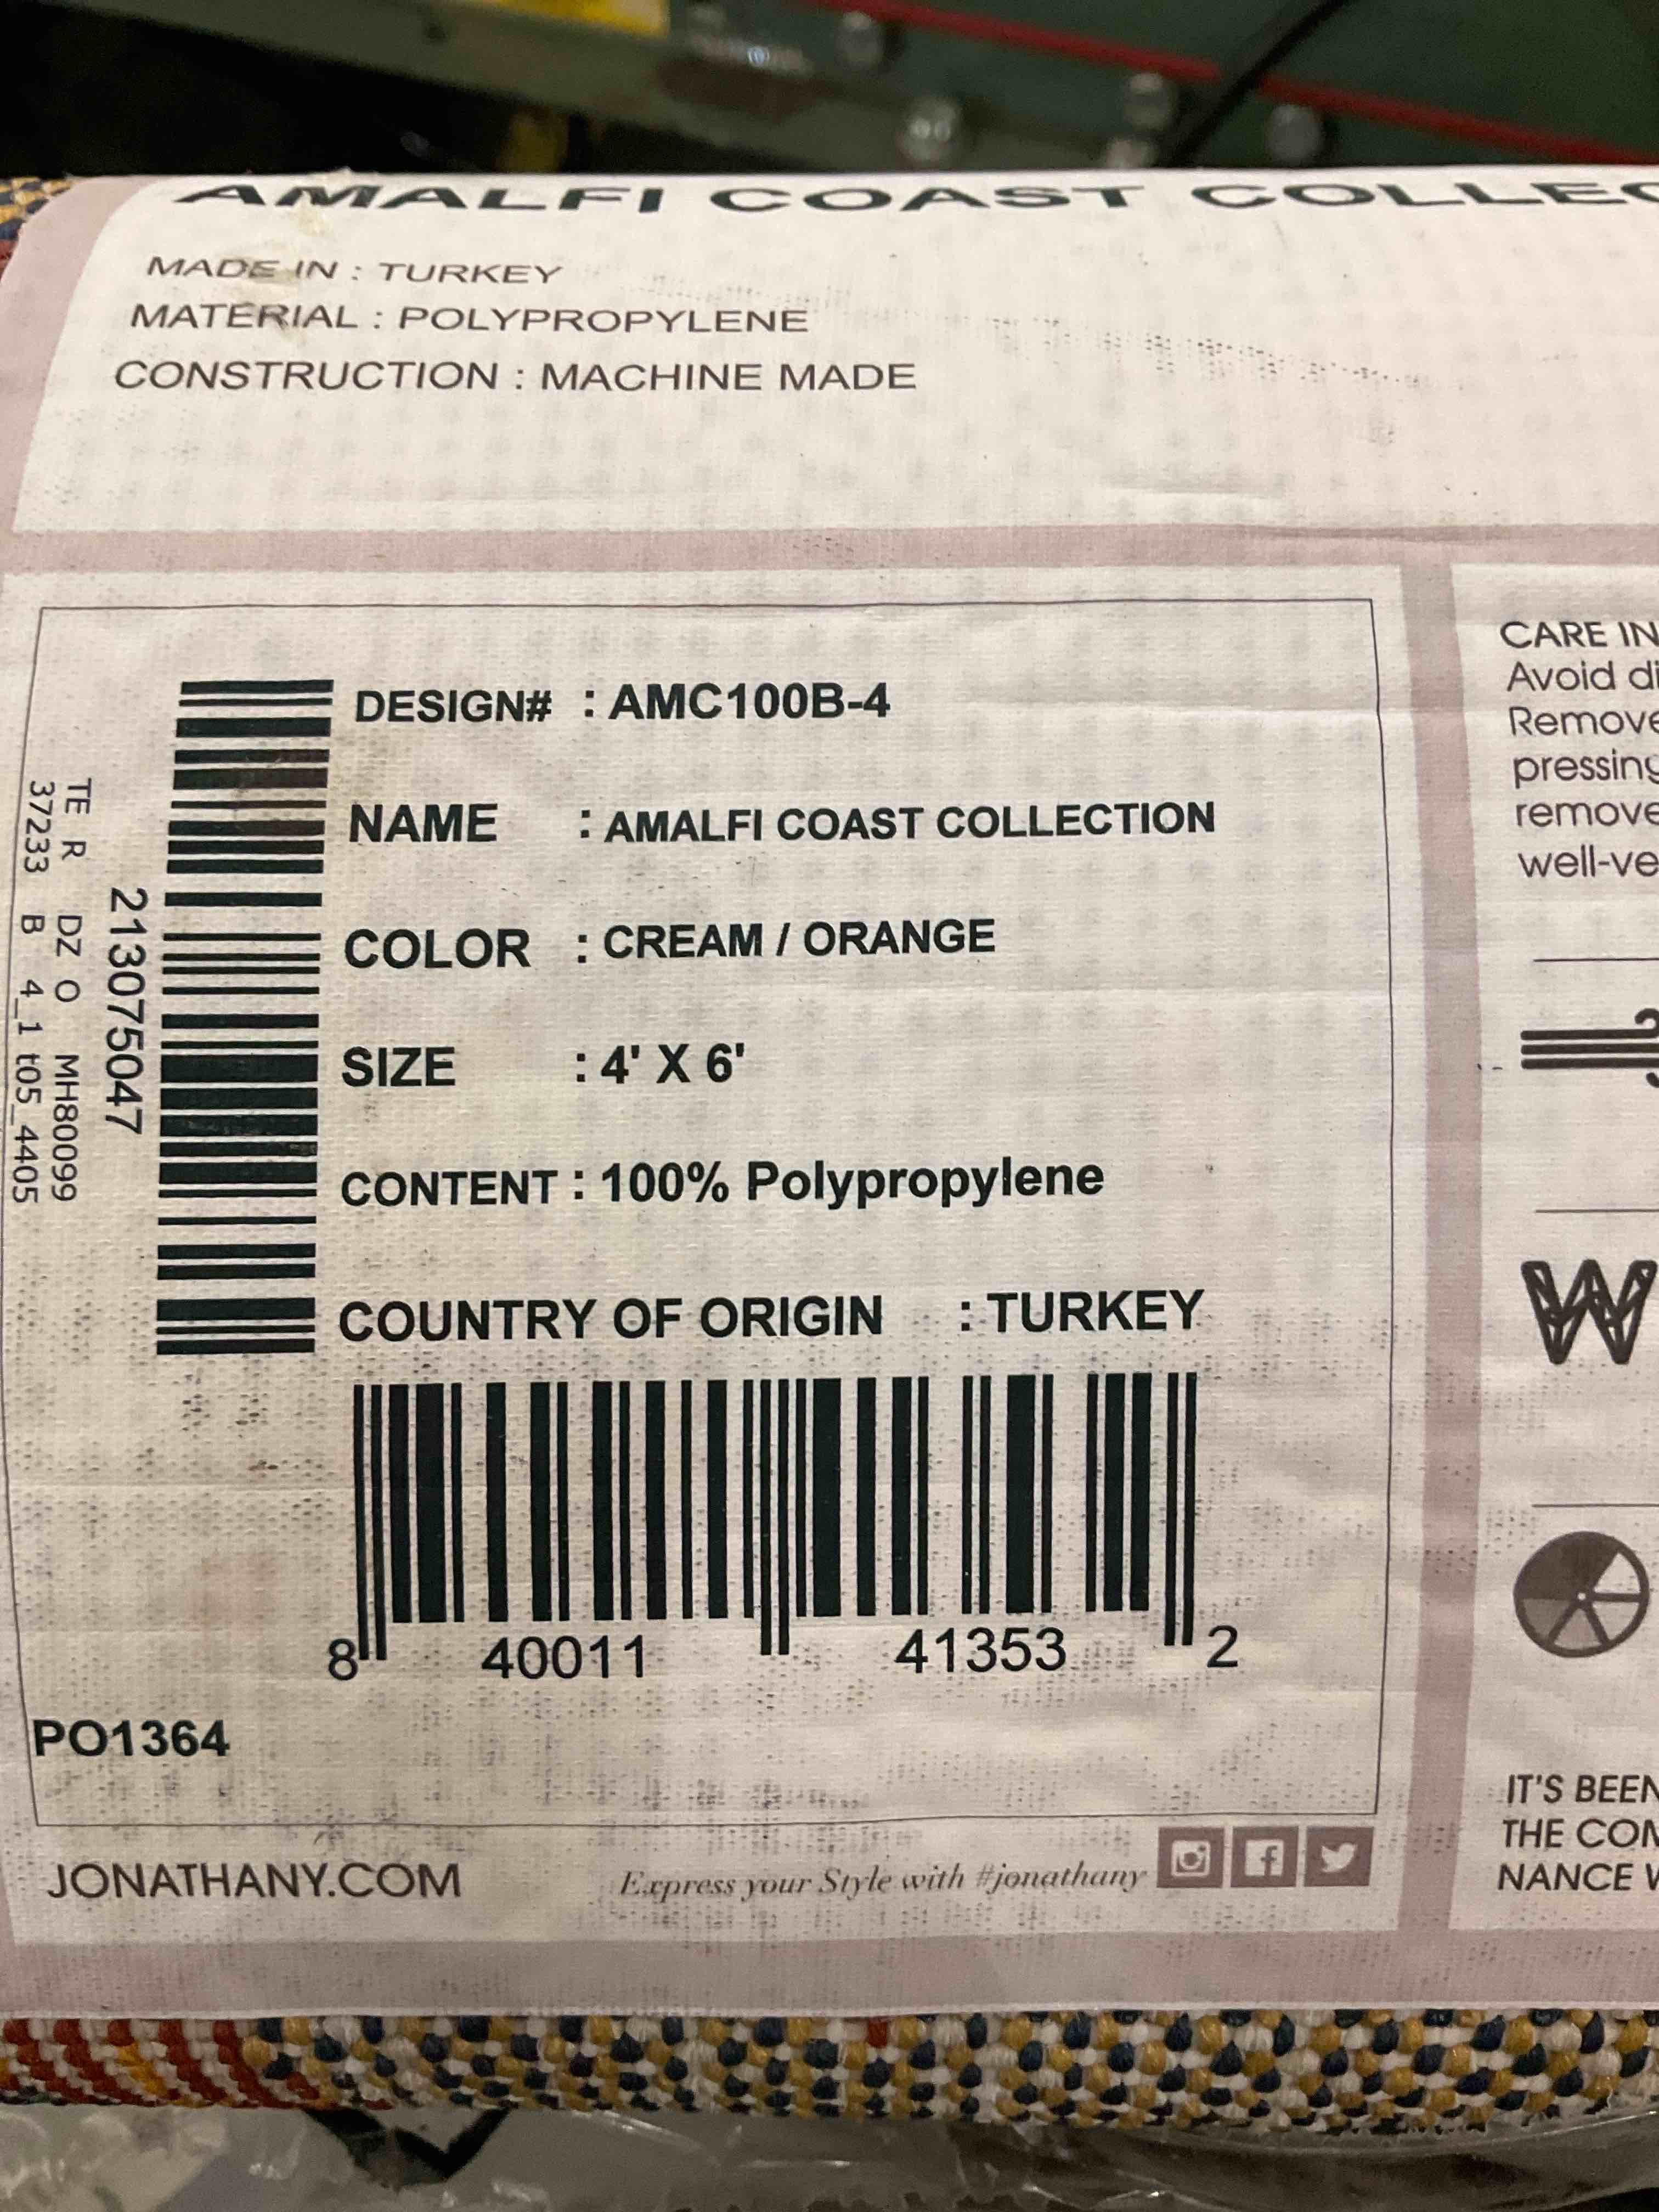 AMALFI COAST COLLEC
MADE IN : TURKEY
MATERIAL : POLYPROPYLENE
CONSTRUCTION : MACHINE MADE
DESIGN# : AMC100B-4
NAME : AMALFI COAST COLLECTION
COLOR : CREAM / ORANGE
SIZE : 4' X 6'
CONTENT : 100% Polypropylene
COUNTRY OF ORIGIN : TURKEY
213075047
TE R DZ O MH80099
37233 B 4_1 t05_4405
8 40011 41353 2
PO1364
JONATHANY.COM
Express your Style with #jonathany
CARE IN
Avoid di
Remove
pressing
remove
well-ve
W
IT'S BEEN
THE COM
NANCE W